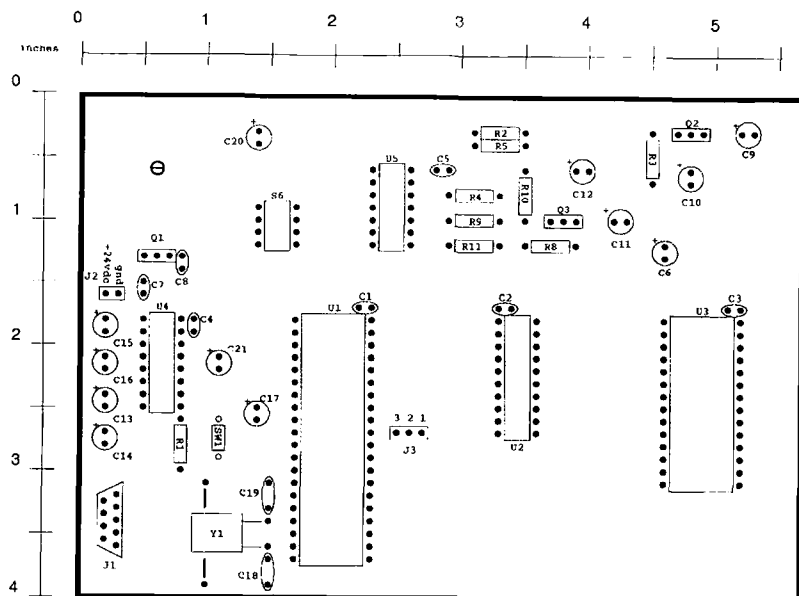 0 1 2 3 4 5
inches
0
1
2
3
4
C20
R2
R5
Q2
C9
U5
C5
R3
C12
C10
S6
R4
R10
R9
Q3
C11
R11
R8
C6
Q1
+24vdc
gnd
J2
C7
C8
U4
C4
C1
U1
C2
C3
U3
C15
C21
C16
C17
C13
C14
R1
SW1
3 2 1
J3
U2
C19
Y1
J1
C18